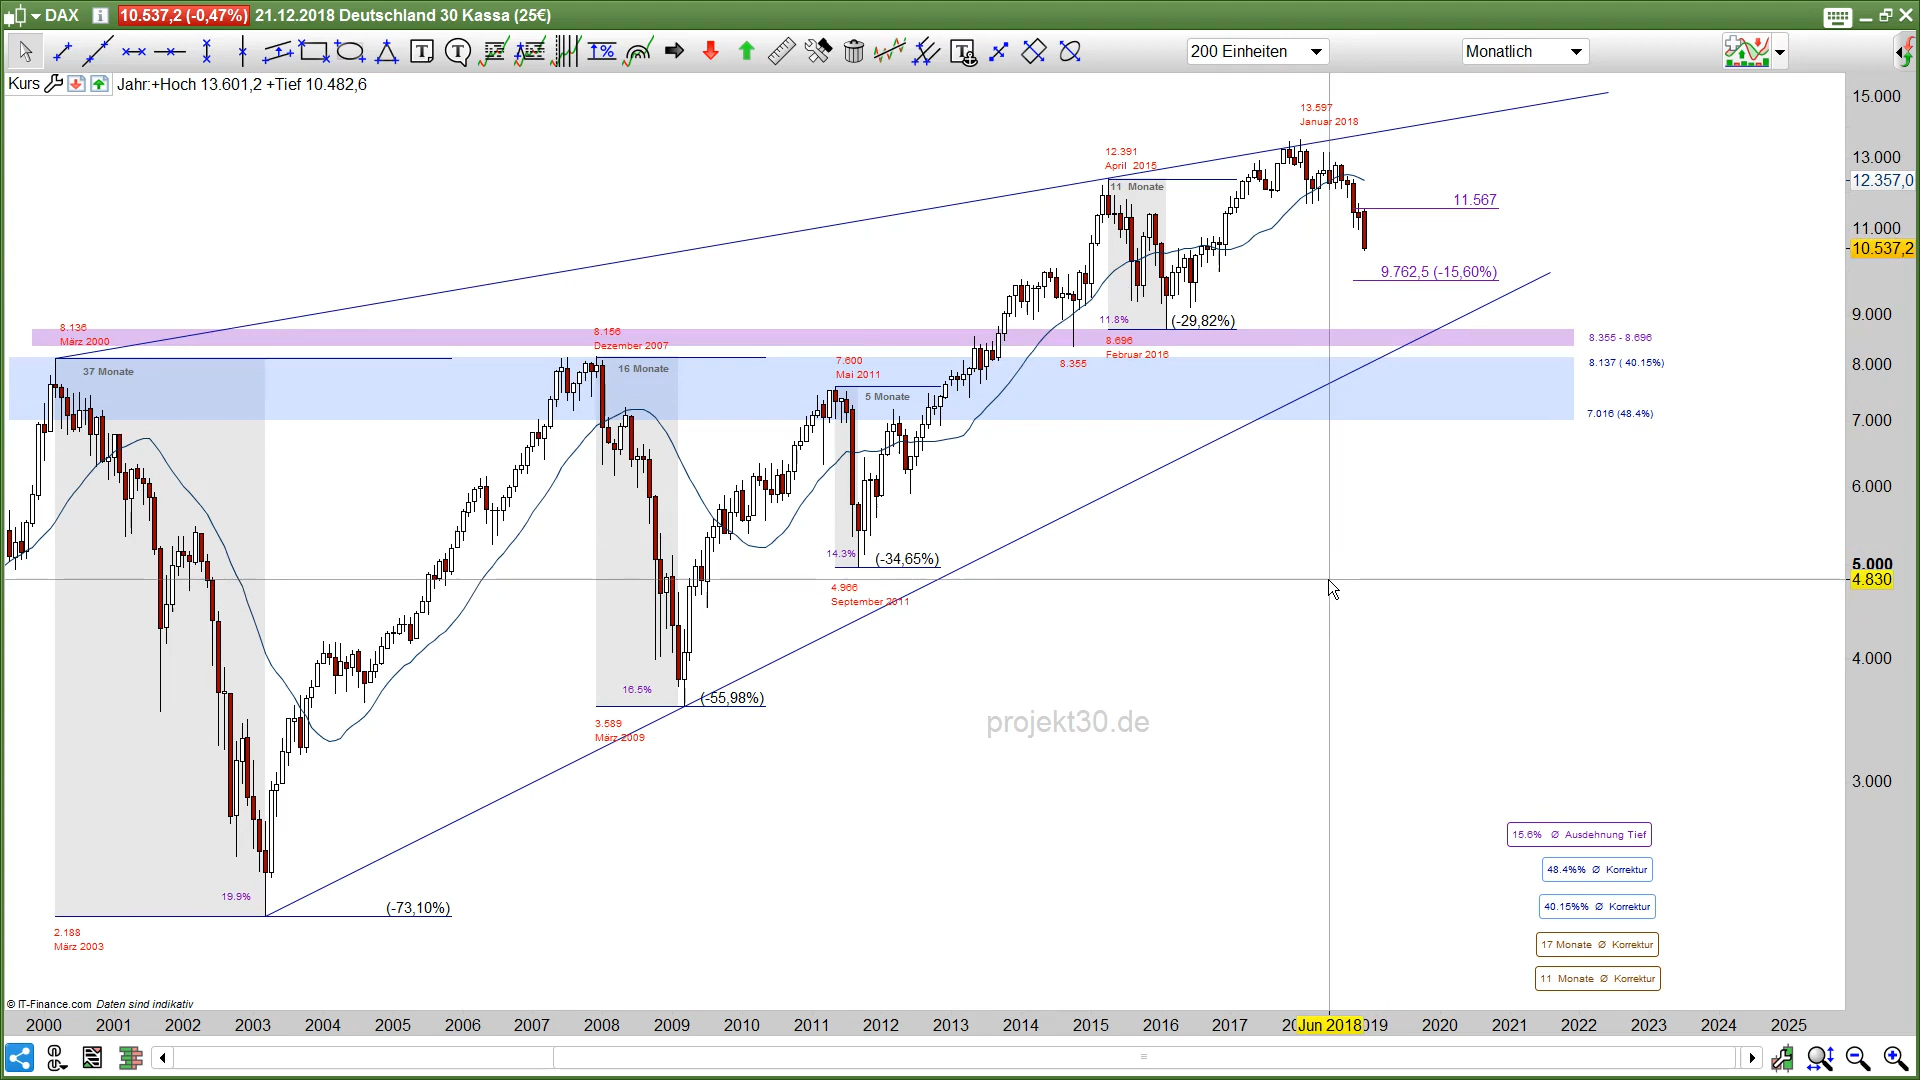 DAX i 10.537,2 (-0,47%) 21.12.2018 Deutschland 30 Kassa (25€)
200 Einheiten
Monatlich
Kurs Jahr:+Hoch 13.601,2 +Tief 10.482,6
15.000
13.000
12.357,0
11.000
10.537,2
9.000
8.000
7.000
6.000
5.000
4.830
4.000
3.000
13.597
Januar 2018
12.391
April 2015
11 Monate
11.567
9.762,5 (-15,60%)
8.136
März 2000
37 Monate
8.156
Dezember 2007
16 Monate
7.600
Mai 2011
5 Monate
11.8%
(-29,82%)
8.696
Februar 2016
8.355
8.355 - 8.696
8.137 ( 40.15%)
7.016 (48.4%)
14.3%
(-34,65%)
4.966
September 2011
16.5%
(-55,98%)
3.589
März 2009
projekt30.de
19.9%
(-73,10%)
2.188
März 2003
15.6% Ø Ausdehnung Tief
48.4%% Ø Korrektur
40.15%% Ø Korrektur
17 Monate Ø Korrektur
11 Monate Ø Korrektur
© IT-Finance.com Daten sind indikativ
2000 2001 2002 2003 2004 2005 2006 2007 2008 2009 2010 2011 2012 2013 2014 2015 2016 2017 Jun 2018 2020 2021 2022 2023 2024 2025